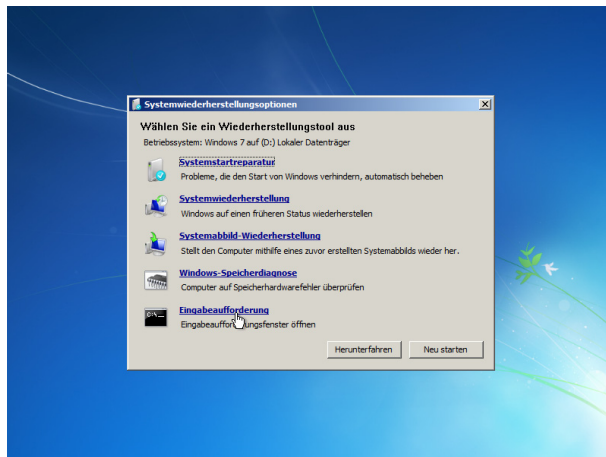 Systemwiederherstellungsoptionen
Wählen Sie ein Wiederherstellungstool aus
Betriebssystem: Windows 7 auf (D:) Lokaler Datenträger
Systemstartreparatur
Probleme, die den Start von Windows verhindern, automatisch beheben
Systemwiederherstellung
Windows auf einen früheren Status wiederherstellen
Systemabbild-Wiederherstellung
Stellt den Computer mithilfe eines zuvor erstellten Systemabbilds wieder her.
Windows-Speicherdiagnose
Computer auf Speicherhardwarefehler überprüfen
C:\_
Eingabeaufforderung
Eingabeaufforderungsfenster öffnen
Herunterfahren Neu starten